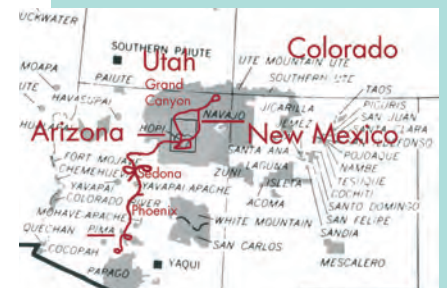 UCKWATER
SOUTHERN PAIUTE
Utah
Colorado
MOAPA
PAIUTE
UTE MOUNTAIN UTE
SOUTHERN UTE
UTE
HAVASUPAI
Grand
Canyon
NAVAJO
JICARILLA
TAOS
PICURIS
SAN JUAN
Arizona
HOPI
New Mexico
JEMEZ
SANTA ANA
POJOAQUE
FORT MOJAVE
CHEMEHUEVI
Sedona
ZUNI
LAGUNA
NAMBE
TESUQUE
YAVAPAI
YAVAPAI APACHE
ISLETA
COCHITI
COLORADO RIVER
ACOMA
SANTO DOMINGO
MOHAVE-APACHE
Phoenix
WHITE MOUNTAIN
SAN FELIPE
QUECHAN
PIMA
SANDIA
COCOPAH
SAN CARLOS
YAQUI
MESCALERO
PAPAGO